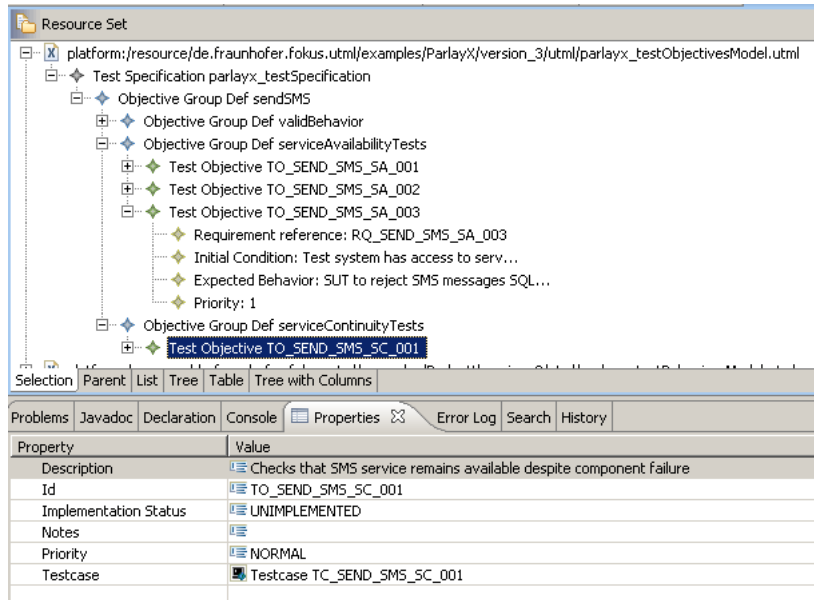 Resource Set
platform:/resource/de.fraunhofer.fokus.utml/examples/ParlayX/version_3/utml/parlayx_testObjectivesModel.utml
Test Specification parlayx_testSpecification
Objective Group Def sendSMS
Objective Group Def validBehavior
Objective Group Def serviceAvailabilityTests
Test Objective TO_SEND_SMS_SA_001
Test Objective TO_SEND_SMS_SA_002
Test Objective TO_SEND_SMS_SA_003
Requirement reference: RQ_SEND_SMS_SA_003
Initial Condition: Test system has access to serv...
Expected Behavior: SUT to reject SMS messages SQL...
Priority: 1
Objective Group Def serviceContinuityTests
Test Objective TO_SEND_SMS_SC_001
Selection Parent List Tree Table Tree with Columns
Problems Javadoc Declaration Console Properties Error Log Search History
Property Value
Description Checks that SMS service remains available despite component failure
Id TO_SEND_SMS_SC_001
Implementation Status UNIMPLEMENTED
Notes
Priority NORMAL
Testcase Testcase TC_SEND_SMS_SC_001